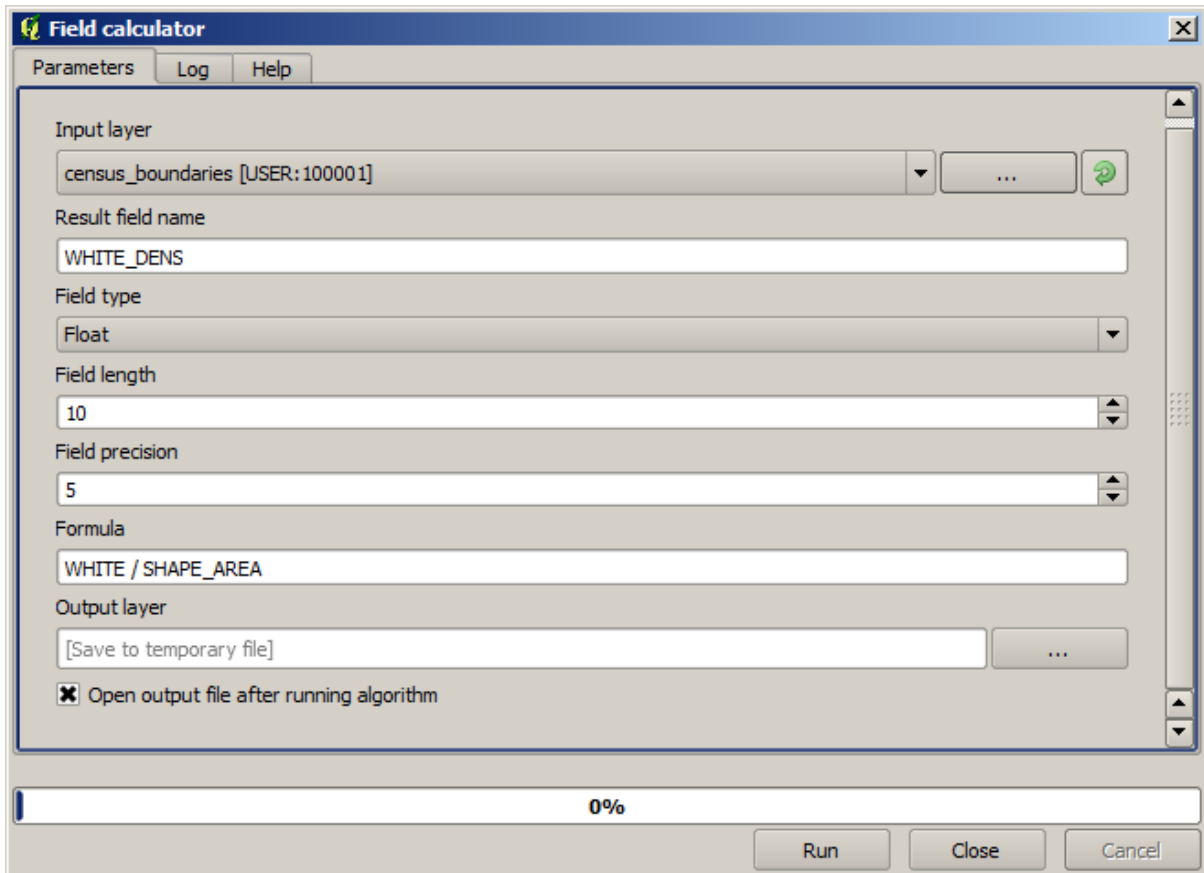 Field calculator
Parameters Log Help
Input layer
census_boundaries [USER:100001] ...
Result field name
WHITE_DENS
Field type
Float
Field length
10
Field precision
5
Formula
WHITE / SHAPE_AREA
Output layer
[Save to temporary file] ...
Open output file after running algorithm
0%
Run Close Cancel